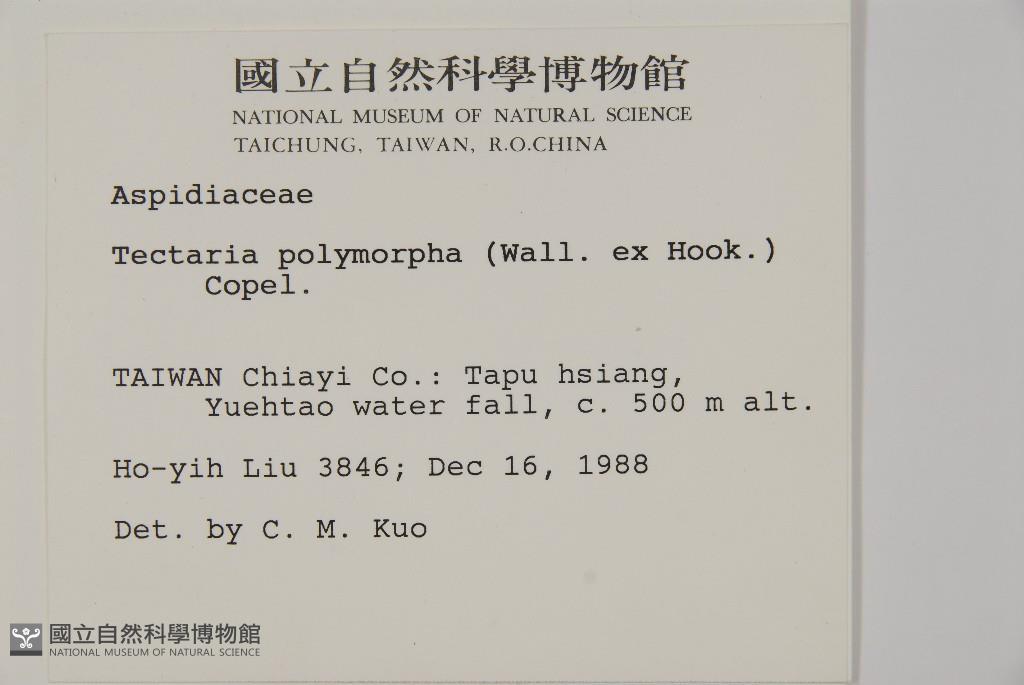 國立自然科學博物館
NATIONAL MUSEUM OF NATURAL SCIENCE
TAICHUNG, TAIWAN, R.O.CHINA
Aspidiaceae
Tectaria polymorpha (Wall. ex Hook.)
Copel.
TAIWAN Chiayi Co.: Tapu hsiang,
Yuehtao water fall, c. 500 m alt.
Ho-yih Liu 3846; Dec 16, 1988
Det. by C. M. Kuo
國立自然科學博物館
NATIONAL MUSEUM OF NATURAL SCIENCE